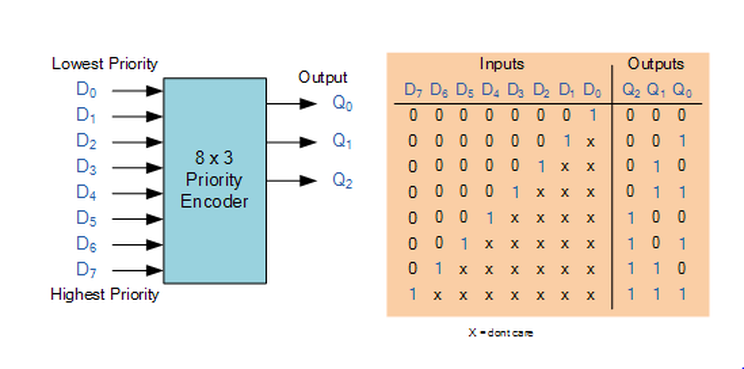 Lowest Priority
D0
D1
D2
D3
D4
D5
D6
D7
Highest Priority
8 x 3
Priority
Encoder
Output
Q0
Q1
Q2
Inputs Outputs
D7 D6 D5 D4 D3 D2 D1 D0 Q2 Q1 Q0
0 0 0 0 0 0 0 1 0 0 0
0 0 0 0 0 0 1 x 0 0 1
0 0 0 0 0 1 x x 0 1 0
0 0 0 0 1 x x x 0 1 1
0 0 0 1 x x x x 1 0 0
0 0 1 x x x x x 1 0 1
0 1 x x x x x x 1 1 0
1 x x x x x x x 1 1 1
X = dont care